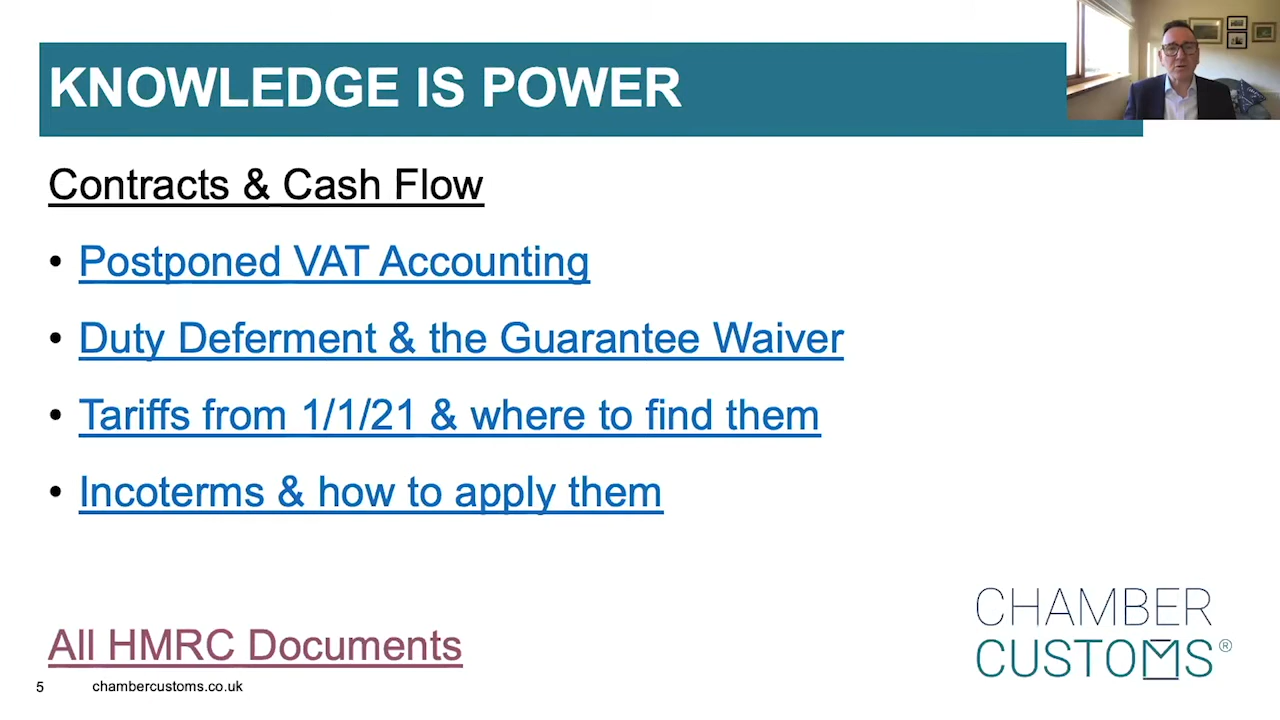 KNOWLEDGE IS POWER
Contracts & Cash Flow
• Postponed VAT Accounting
• Duty Deferment & the Guarantee Waiver
• Tariffs from 1/1/21 & where to find them
• Incoterms & how to apply them
All HMRC Documents
CHAMBER
CUSTOMS®
5 chambercustoms.co.uk